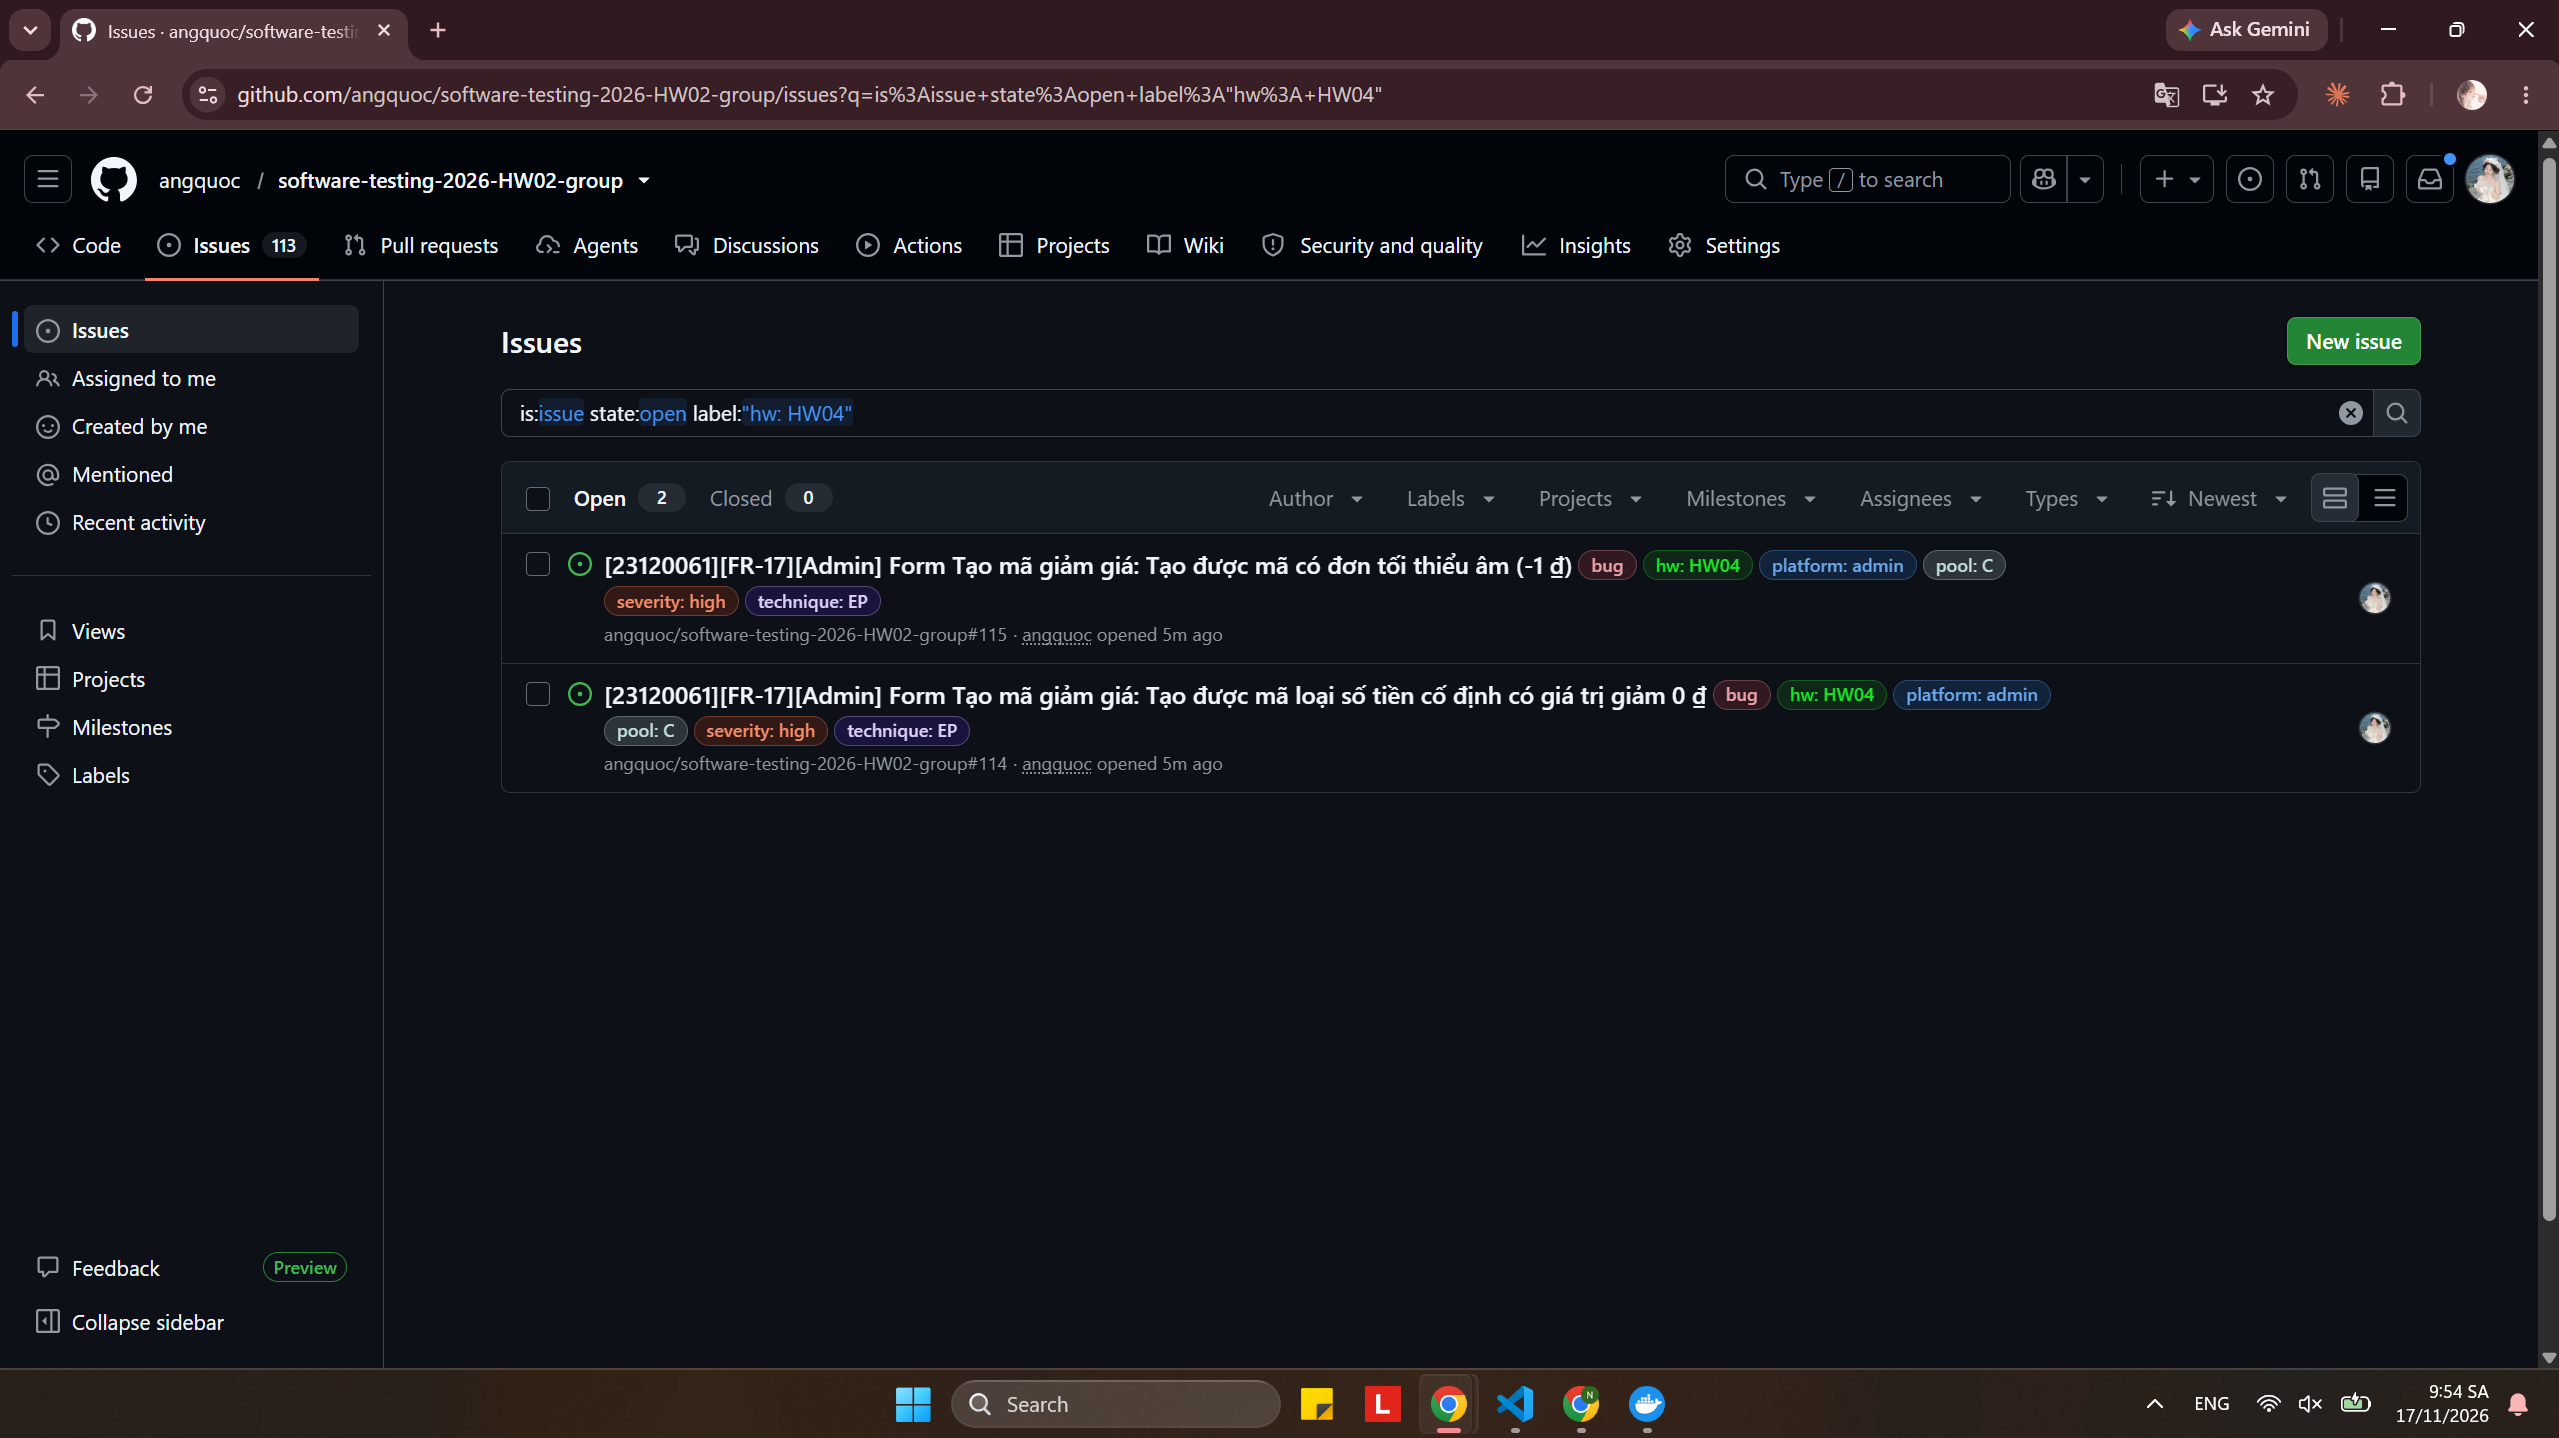 Issues · angquoc/software-testi
Ask Gemini
github.com/angquoc/software-testing-2026-HW02-group/issues?q=is%3Aissue+state%3Aopen+label%3A"hw%3A+HW04"
angquoc / software-testing-2026-HW02-group
Type / to search
Code
Issues 113
Pull requests
Agents
Discussions
Actions
Projects
Wiki
Security and quality
Insights
Settings
Issues
Assigned to me
Created by me
Mentioned
Recent activity
Views
Projects
Milestones
Labels
Feedback Preview
Collapse sidebar
Issues
New issue
is:issue state:open label:"hw: HW04"
Open 2 Closed 0 Author Labels Projects Milestones Assignees Types Newest
[23120061][FR-17][Admin] Form Tạo mã giảm giá: Tạo được mã có đơn tối thiểu âm (-1 ₫) bug hw: HW04 platform: admin pool: C
severity: high technique: EP
angquoc/software-testing-2026-HW02-group#115 · angquoc opened 5m ago
[23120061][FR-17][Admin] Form Tạo mã giảm giá: Tạo được mã loại số tiền cố định có giá trị giảm 0 ₫ bug hw: HW04 platform: admin
pool: C severity: high technique: EP
angquoc/software-testing-2026-HW02-group#114 · angquoc opened 5m ago
Search
L
N
ENG
9:54 SA
17/11/2026